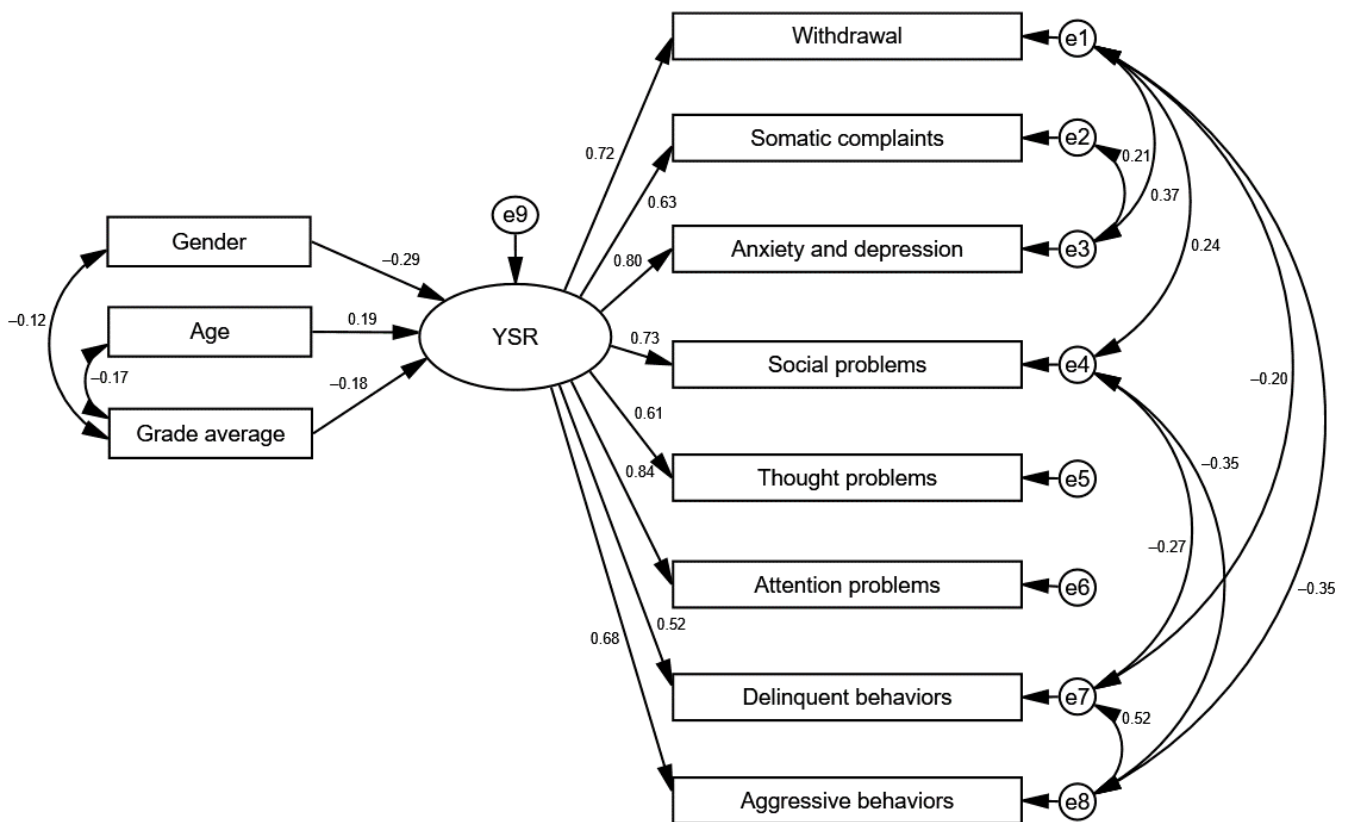 Withdrawal
e1
Somatic complaints
e2
0.21
0.72
0.37
0.63
e9
Gender
Anxiety and depression
e3
0.24
0.80
–0.29
–0.12
Age
0.19
YSR
0.73
Social problems
e4
–0.17
–0.18
–0.20
Grade average
0.61
–0.35
0.84
Thought problems
e5
–0.27
Attention problems
e6
–0.35
0.52
0.68
Delinquent behaviors
e7
0.52
Aggressive behaviors
e8